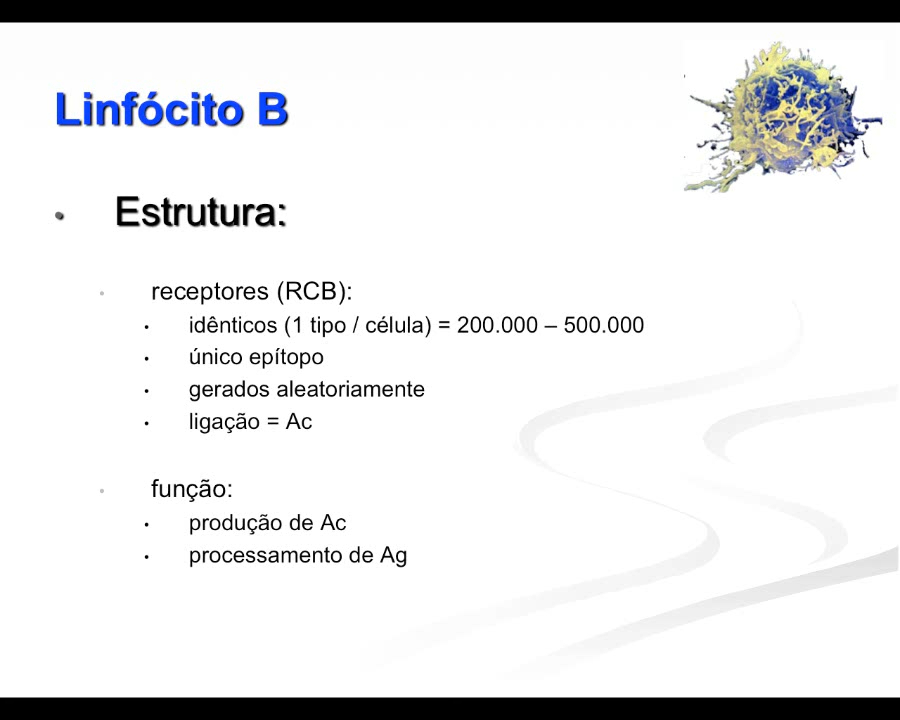 Linfócito B
• Estrutura:
• receptores (RCB):
• idênticos (1 tipo / célula) = 200.000 – 500.000
• único epítopo
• gerados aleatoriamente
• ligação = Ac
• função:
• produção de Ac
• processamento de Ag